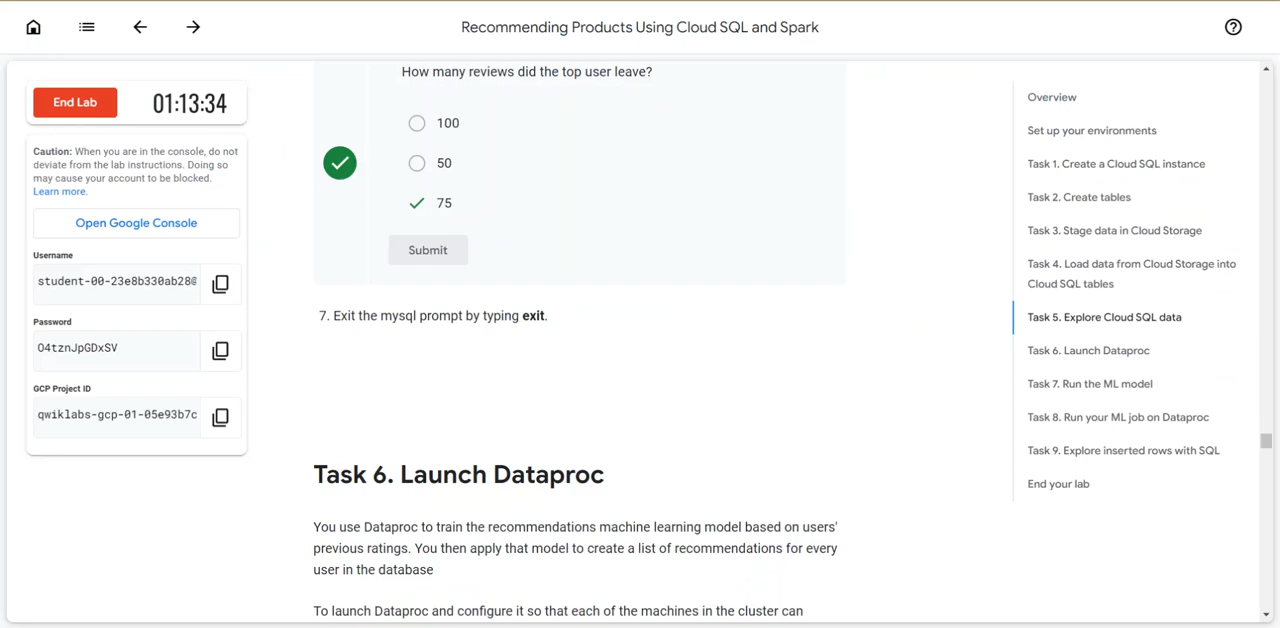 Recommending Products Using Cloud SQL and Spark
End Lab
01:13:34
Caution: When you are in the console, do not
deviate from the lab instructions. Doing so
may cause your account to be blocked.
Learn more.
Open Google Console
Username
student-00-23e8b330ab28@
Password
O4tznJpGDxSV
GCP Project ID
qwiklabs-gcp-01-05e93b7c
How many reviews did the top user leave?
100
50
75
Submit
7. Exit the mysql prompt by typing exit.
Task 6. Launch Dataproc
You use Dataproc to train the recommendations machine learning model based on users'
previous ratings. You then apply that model to create a list of recommendations for every
user in the database
To launch Dataproc and configure it so that each of the machines in the cluster can
Overview
Set up your environments
Task 1. Create a Cloud SQL instance
Task 2. Create tables
Task 3. Stage data in Cloud Storage
Task 4. Load data from Cloud Storage into
Cloud SQL tables
Task 5. Explore Cloud SQL data
Task 6. Launch Dataproc
Task 7. Run the ML model
Task 8. Run your ML job on Dataproc
Task 9. Explore inserted rows with SQL
End your lab